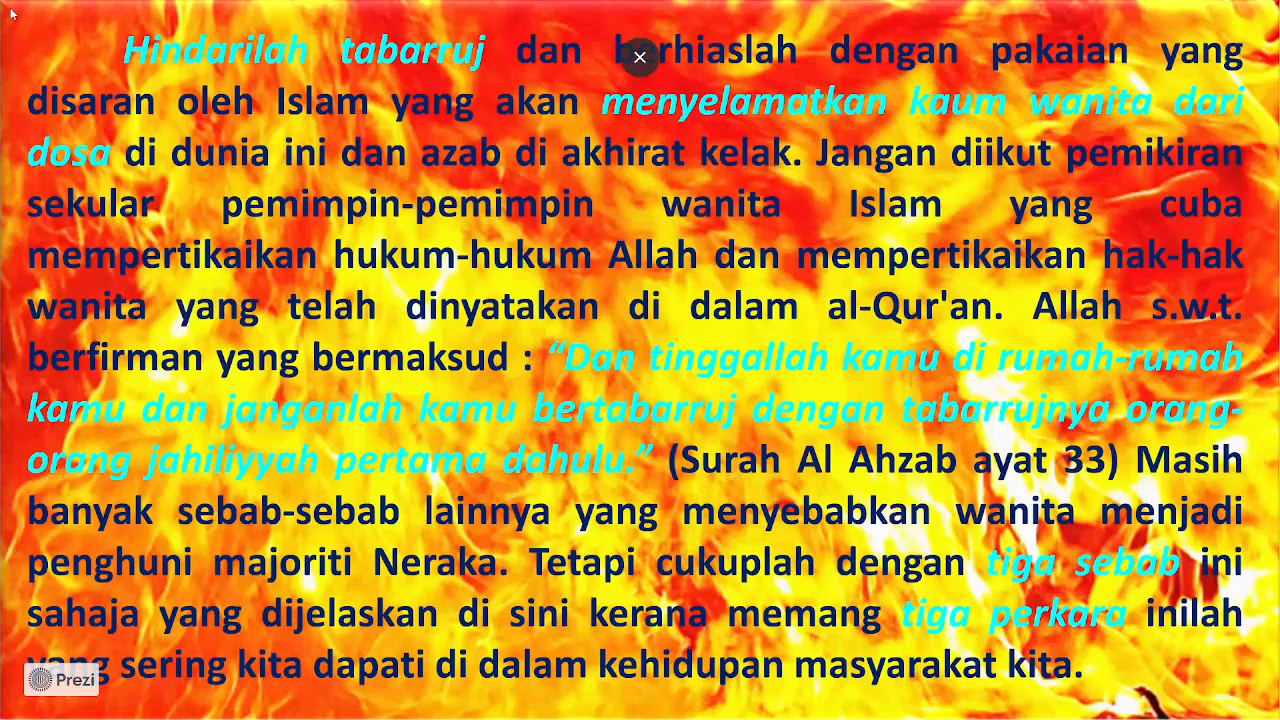 Hindarilah tabarruj dan berhiaslah dengan pakaian yang
disaran oleh Islam yang akan menyelamatkan kaum wanita dari
dosa di dunia ini dan azab di akhirat kelak. Jangan diikut pemikiran
sekular pemimpin-pemimpin wanita Islam yang cuba
mempertikaikan hukum-hukum Allah dan mempertikaikan hak-hak
wanita yang telah dinyatakan di dalam al-Qur'an. Allah s.w.t.
berfirman yang bermaksud : “Dan tinggallah kamu di rumah-rumah
kamu dan janganlah kamu bertabarruj dengan tabarrujnya orang-
orang jahiliyyah pertama dahulu.” (Surah Al Ahzab ayat 33) Masih
banyak sebab-sebab lainnya yang menyebabkan wanita menjadi
penghuni majoriti Neraka. Tetapi cukuplah dengan tiga sebab ini
sahaja yang dijelaskan di sini kerana memang tiga perkara inilah
yang sering kita dapati di dalam kehidupan masyarakat kita.
Prezi